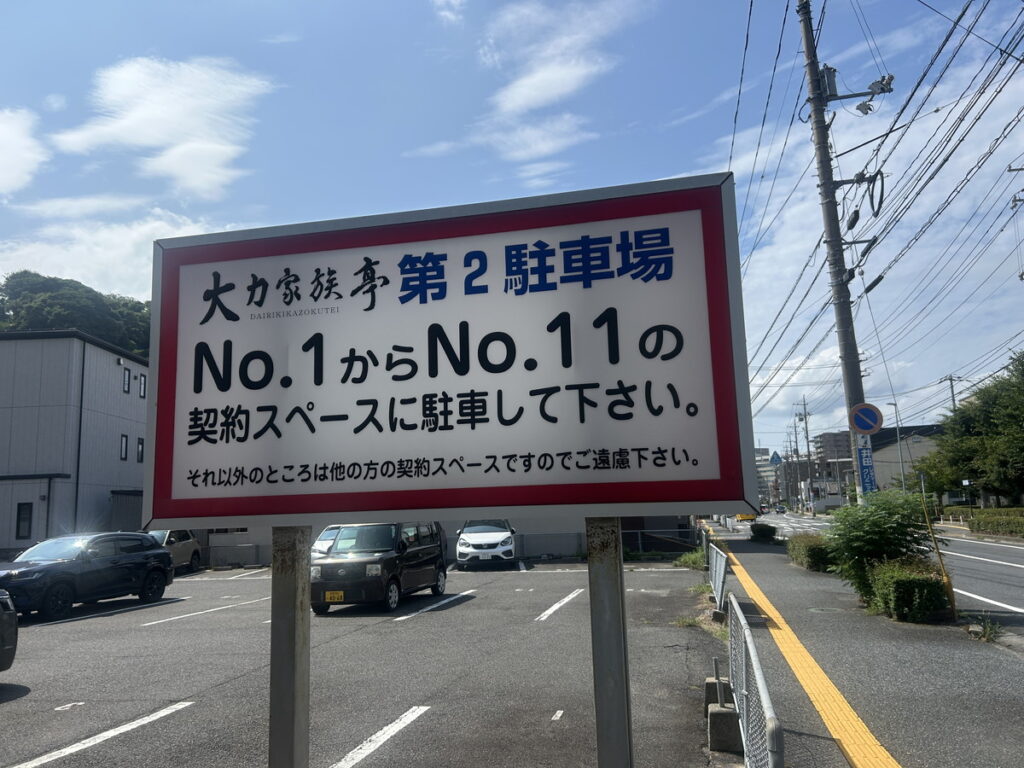 大力家族亭 第2駐車場
DAIRIKIKAZOKUTEI
No.1からNo.11の
契約スペースに駐車して下さい。
それ以外のところは他の方の契約スペースですのでご遠慮下さい。